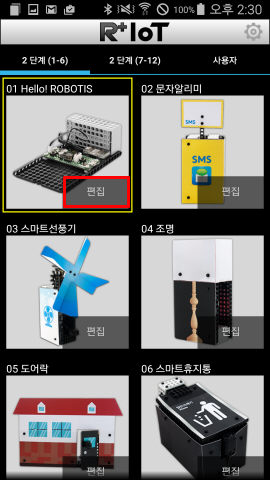 100% 오후 2:30
R+IoT
2 단계 (1-6) 2 단계 (7-12) 사용자
01 Hello! ROBOTIS 02 문자알리미
SMS
편집 편집
03 스마트선풍기 04 조명
편집 편집
05 도어락 06 스마트휴지통
편집 편집